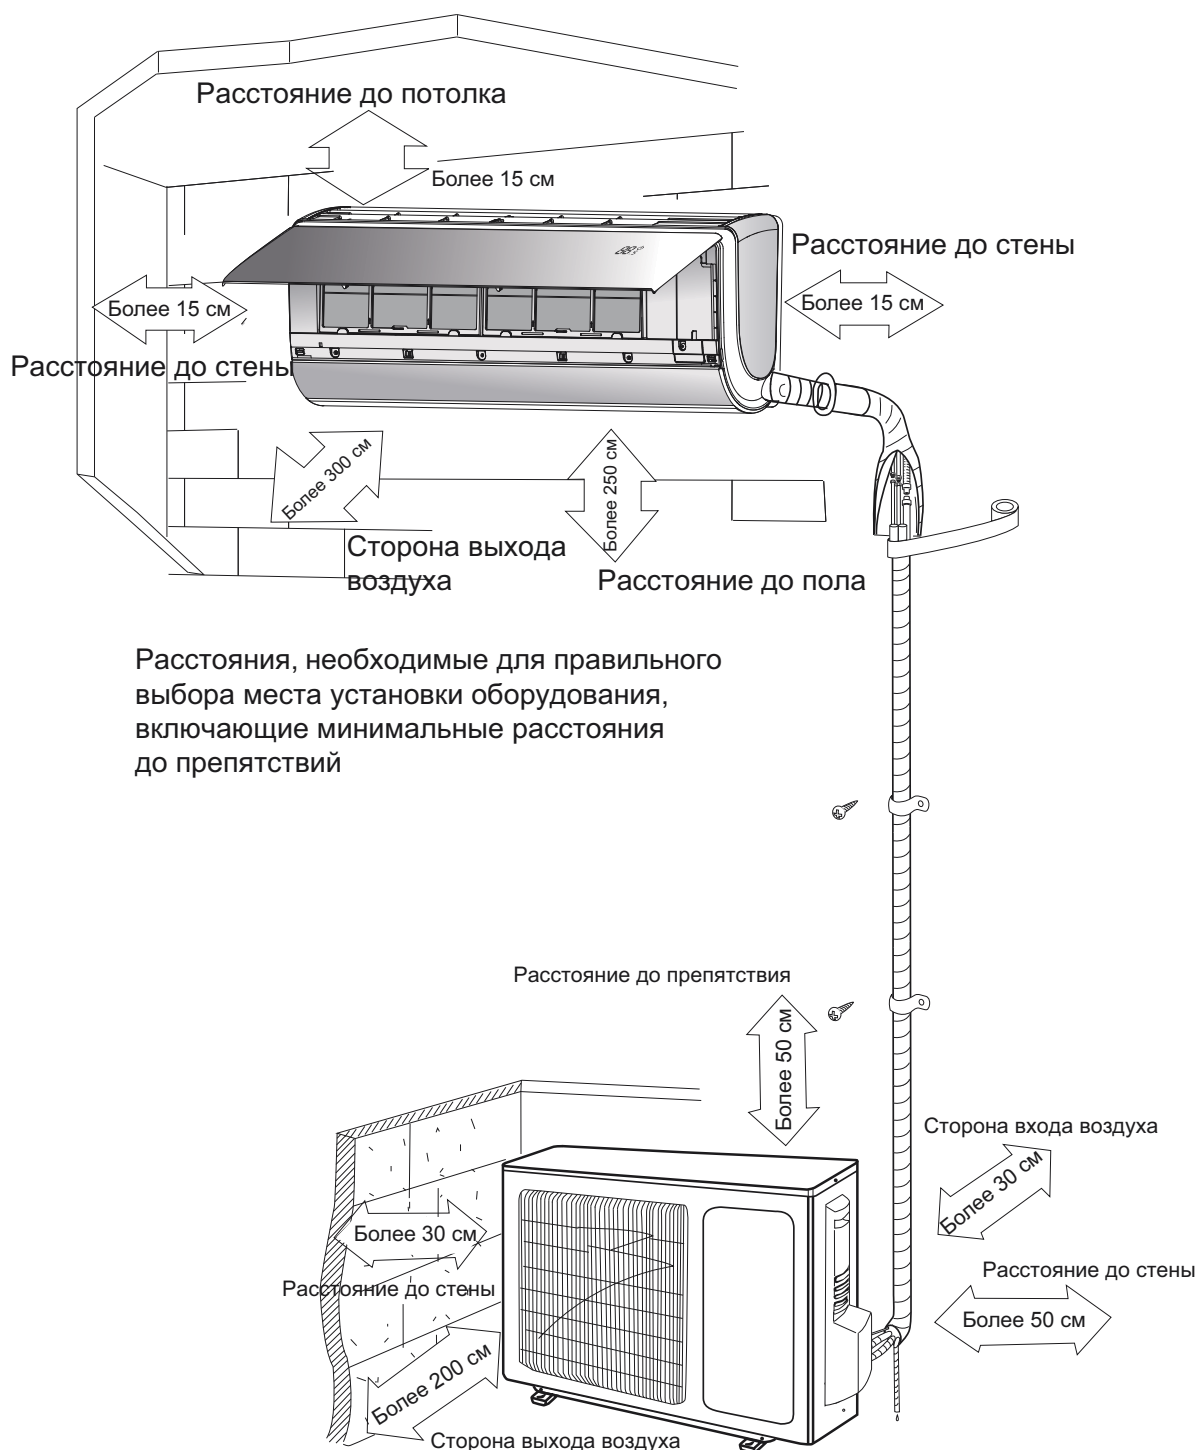 Расстояние до потолка
Более 15 см
Расстояние до стены
Более 15 см
Более 15 см
Расстояние до стены
Более 300 см
Более 250 см
Сторона выхода
воздуха
Расстояние до пола
Расстояния, необходимые для правильного
выбора места установки оборудования,
включающие минимальные расстояния
до препятствий
Расстояние до препятствия
Более 50 см
Сторона входа воздуха
Более 30 см
Более 30 см
Расстояние до стены
Расстояние до стены
Более 50 см
Более 200 см
Сторона выхода воздуха